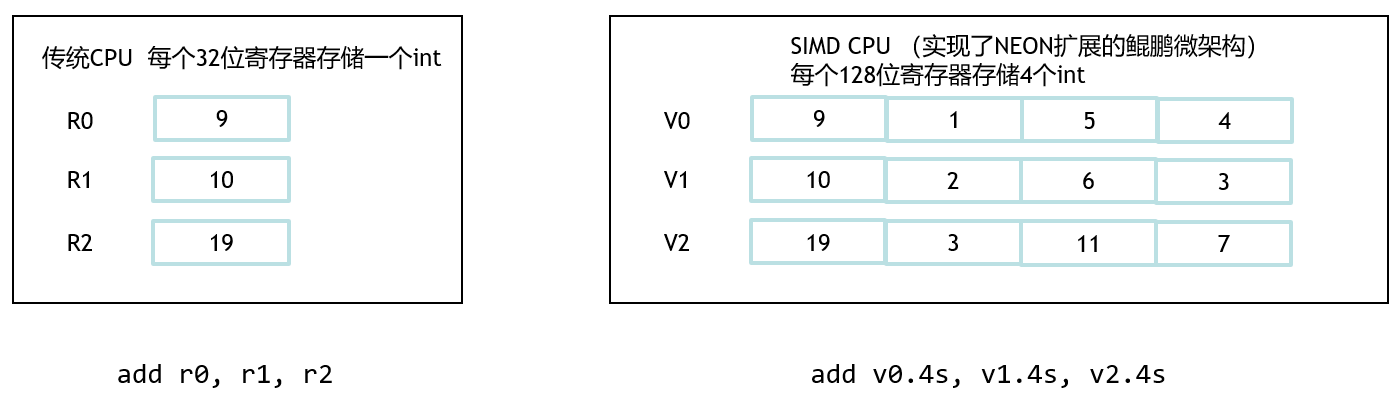 传统CPU 每个32位寄存器存储一个int
R0 9
R1 10
R2 19
add r0, r1, r2
SIMD CPU （实现了NEON扩展的鲲鹏微架构）
每个128位寄存器存储4个int
V0 9 1 5 4
V1 10 2 6 3
V2 19 3 11 7
add v0.4s, v1.4s, v2.4s